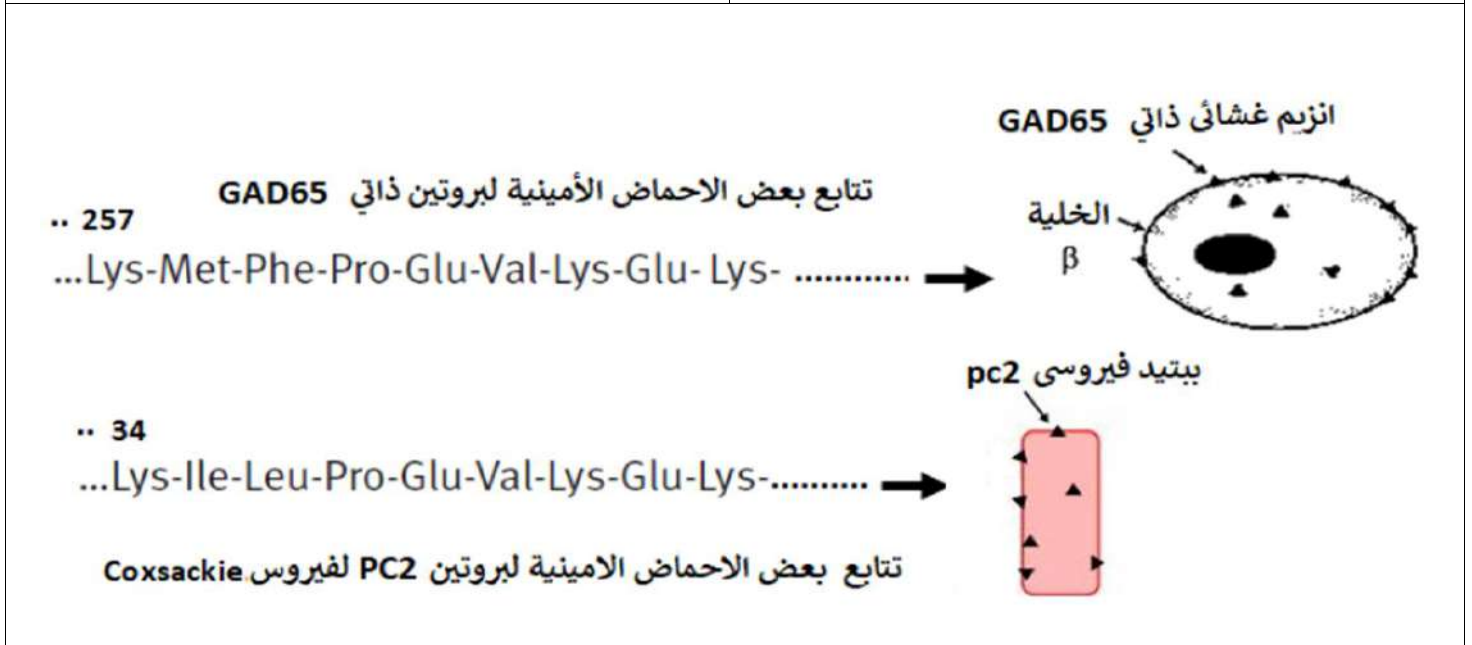 انزيم غشائي ذاتي GAD65
تتابع بعض الاحماض الأمينية لبروتين ذاتي GAD65
.. 257
الخلية
β
...Lys-Met-Phe-Pro-Glu-Val-Lys-Glu- Lys- ............
ببتيد فيروسي pc2
.. 34
...Lys-Ile-Leu-Pro-Glu-Val-Lys-Glu-Lys-..........
تتابع بعض الاحماض الامينية لبروتين PC2 لفيروس Coxsackie.